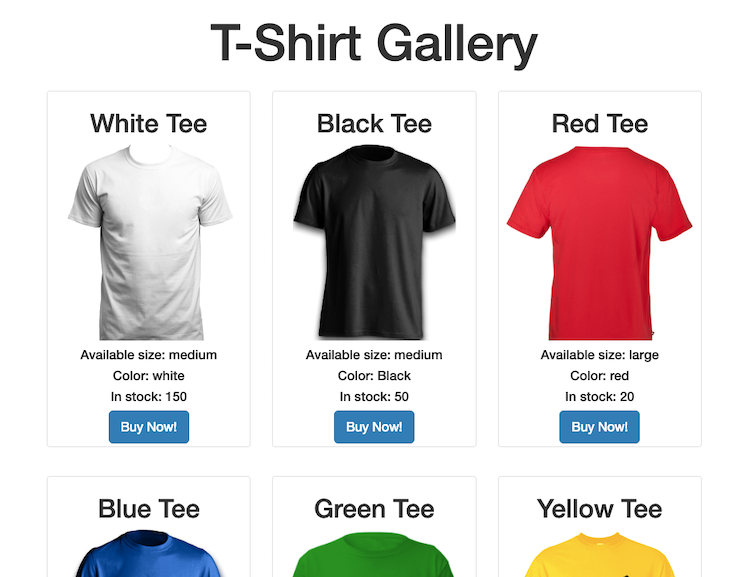 T-Shirt Gallery
White Tee
Black Tee
Red Tee
Available size: medium
Color: white
In stock: 150
Buy Now!
Available size: medium
Color: Black
In stock: 50
Buy Now!
Available size: large
Color: red
In stock: 20
Buy Now!
Blue Tee
Green Tee
Yellow Tee